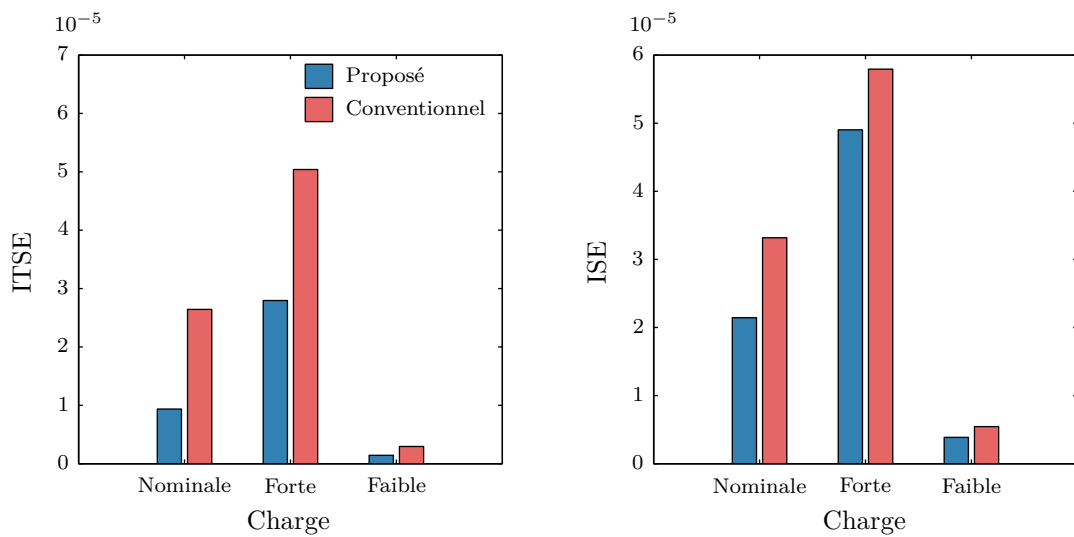 10⁻⁵
7
6
5
4
3
2
1
0
ITSE
Proposé
Conventionnel
Nominale Forte Faible
Charge
10⁻⁵
6
5
4
3
2
1
0
ISE
Nominale Forte Faible
Charge